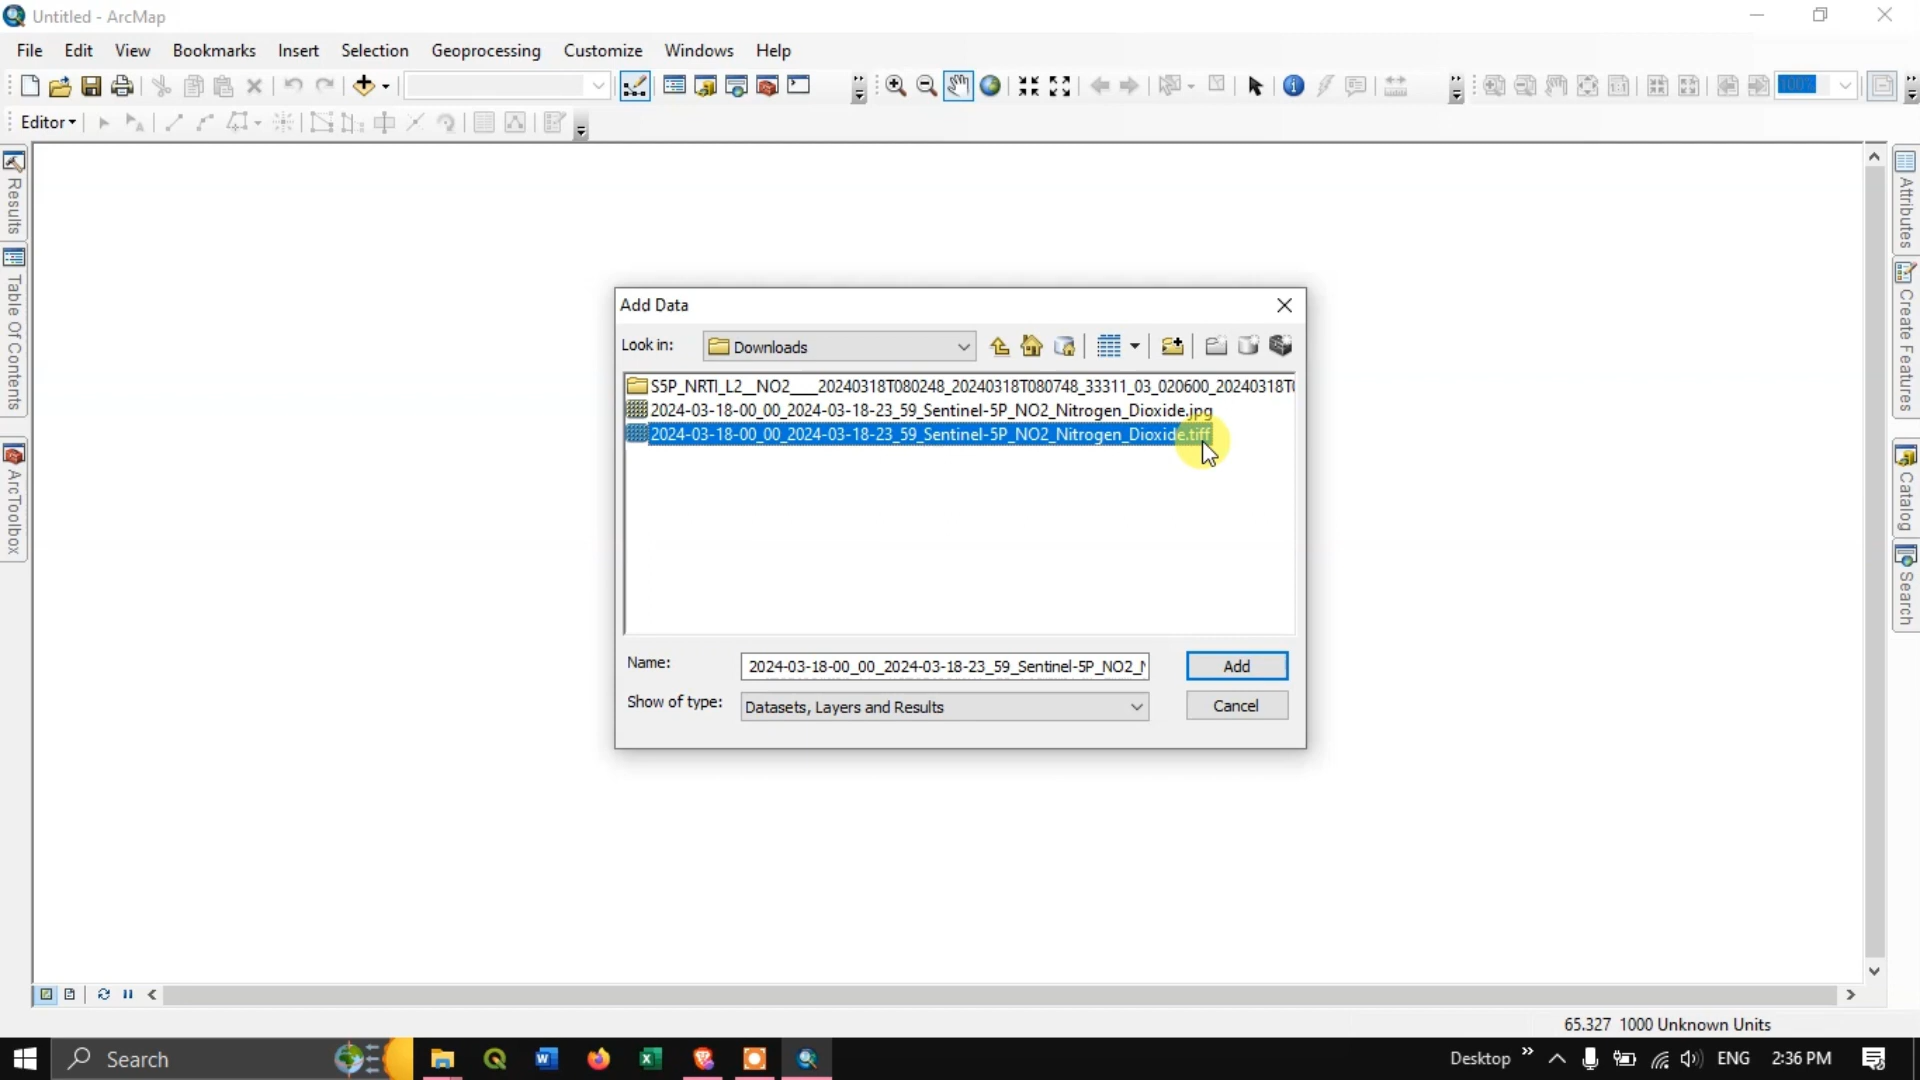 Untitled - ArcMap
File Edit View Bookmarks Insert Selection Geoprocessing Customize Windows Help
100%
Editor
Results
Table Of Contents
ArcToolbox
Add Data
Look in: Downloads
S5P_NRTI_L2__NO2____20240318T080248_20240318T080748_33311_03_020600_20240318T
2024-03-18-00_00_2024-03-18-23_59_Sentinel-5P_NO2_Nitrogen_Dioxide.jpg
2024-03-18-00_00_2024-03-18-23_59_Sentinel-5P_NO2_Nitrogen_Dioxide.tiff
Name: 2024-03-18-00_00_2024-03-18-23_59_Sentinel-5P_NO2_N
Add
Show of type: Datasets, Layers and Results
Cancel
Attributes
Create Features
Catalog
Search
65.327 1000 Unknown Units
Search
Desktop
ENG
2:36 PM